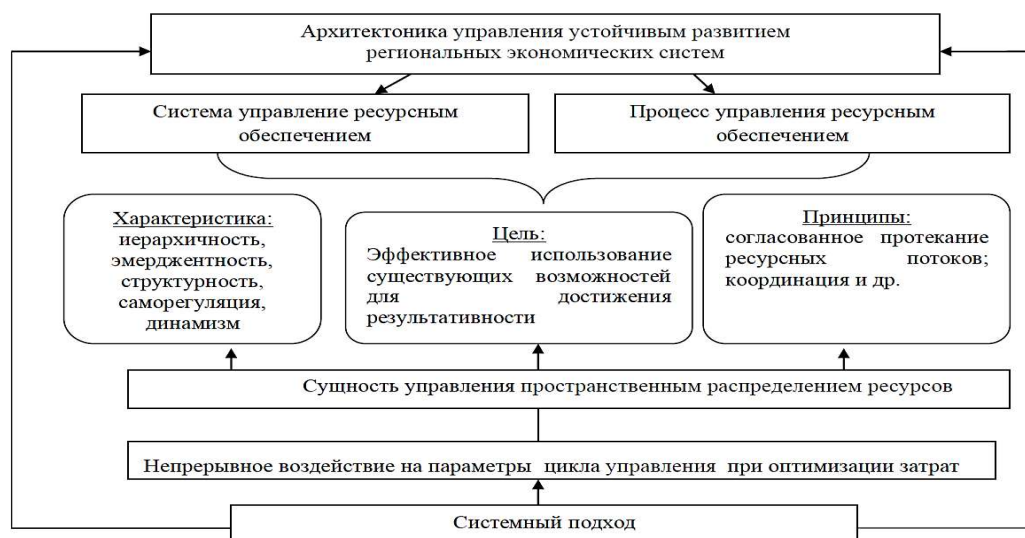 Архитектоника управления устойчивым развитием
региональных экономических систем
Система управление ресурсным
обеспечением
Процесс управления ресурсным
обеспечением
Характеристика:
иерархичность,
эмерджентность,
структурность,
саморегуляция,
динамизм
Цель:
Эффективное использование
существующих возможностей
для достижения
результативности
Принципы:
согласованное протекание
ресурсных потоков;
координация и др.
Сущность управления пространственным распределением ресурсов
Непрерывное воздействие на параметры цикла управления при оптимизации затрат
Системный подход